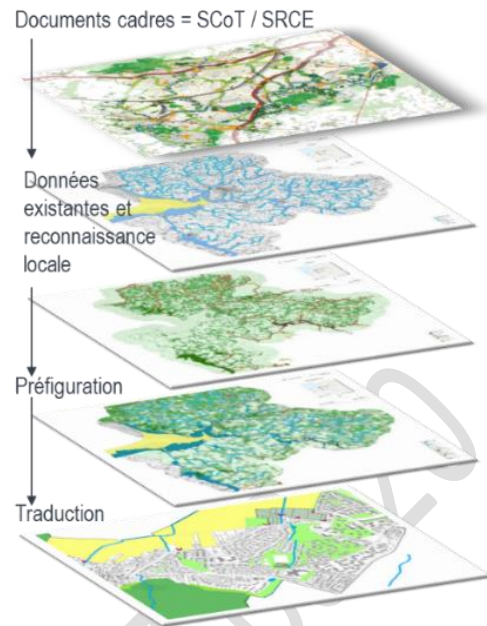 Documents cadres = SCoT / SRCE
Données
existantes et
reconnaissance
locale
Préfiguration
Traduction